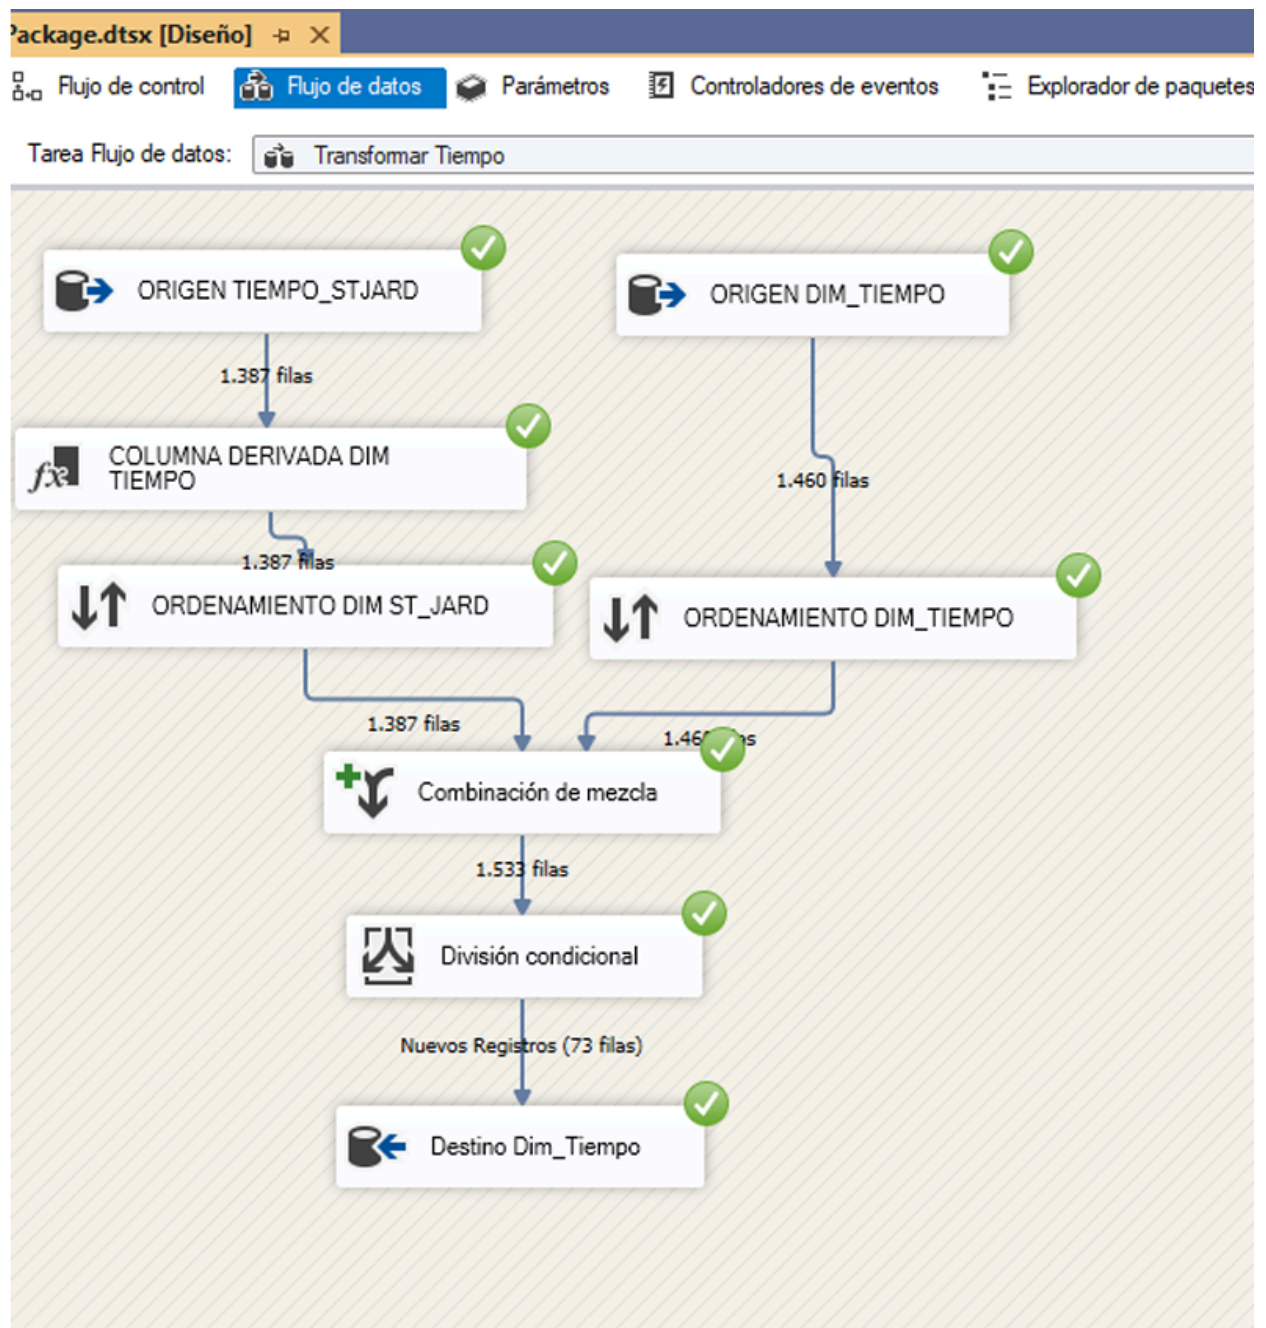 Package.dtsx [Diseño]
Flujo de control
Flujo de datos
Parámetros
Controladores de eventos
Explorador de paquetes
Tarea Flujo de datos:
Transformar Tiempo
ORIGEN TIEMPO_STJARD
ORIGEN DIM_TIEMPO
1.387 filas
COLUMNA DERIVADA DIM
TIEMPO
1.460 filas
1.387 filas
ORDENAMIENTO DIM ST_JARD
ORDENAMIENTO DIM_TIEMPO
1.387 filas
Combinación de mezcla
1.533 filas
División condicional
Nuevos Registros (73 filas)
Destino Dim_Tiempo